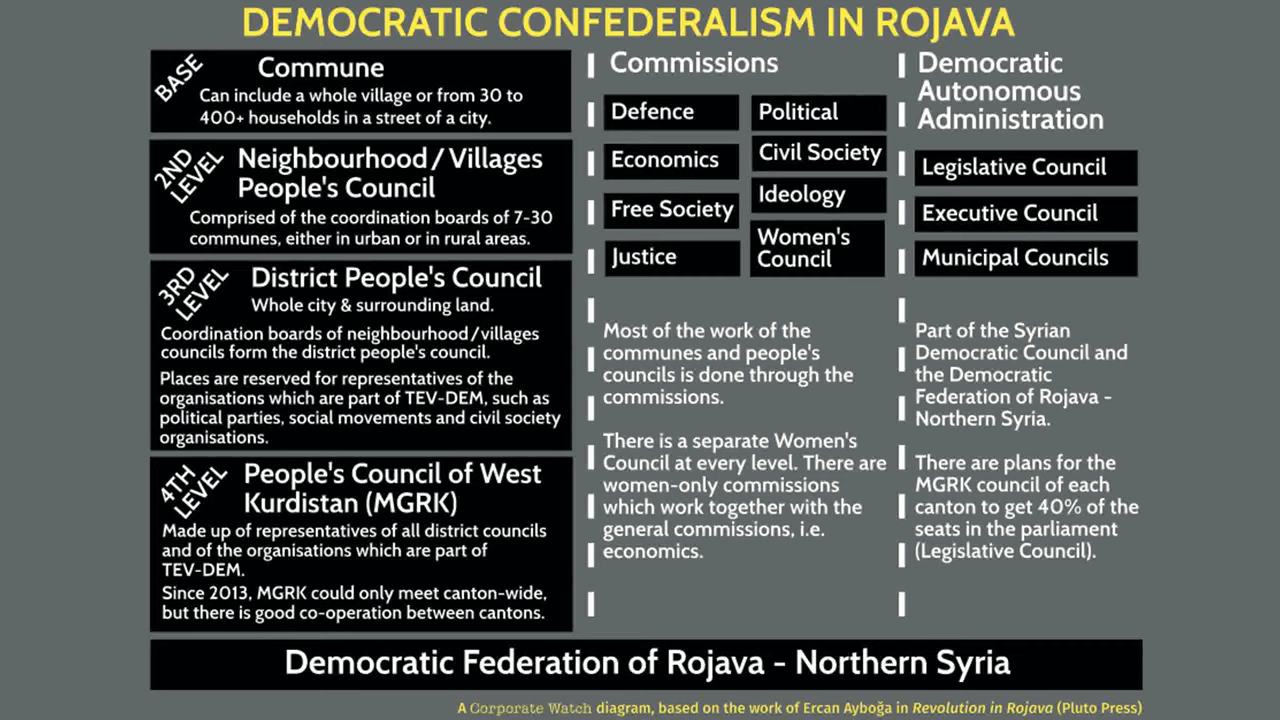 DEMOCRATIC CONFEDERALISM IN ROJAVA
BASE
Commune
Can include a whole village or from 30 to
400+ households in a street of a city.
2ND
LEVEL
Neighbourhood / Villages
People's Council
Comprised of the coordination boards of 7-30
communes, either in urban or in rural areas.
3RD
LEVEL
District People's Council
Whole city & surrounding land.
Coordination boards of neighbourhood/villages
councils form the district people's council.
Places are reserved for representatives of the
organisations which are part of TEV-DEM, such as
political parties, social movements and civil society
organisations.
4TH
LEVEL
People's Council of West
Kurdistan (MGRK)
Made up of representatives of all district councils
and of the organisations which are part of
TEV-DEM.
Since 2013, MGRK could only meet canton-wide,
but there is good co-operation between cantons.
Commissions
Defence
Economics
Free Society
Justice
Political
Civil Society
Ideology
Women's
Council
Most of the work of the
communes and people's
councils is done through the
commissions.
There is a separate Women's
Council at every level. There are
women-only commissions
which work together with the
general commissions, i.e.
economics.
Democratic
Autonomous
Administration
Legislative Council
Executive Council
Municipal Councils
Part of the Syrian
Democratic Council and
the Democratic
Federation of Rojava -
Northern Syria.
There are plans for the
MGRK council of each
canton to get 40% of the
seats in the parliament
(Legislative Council).
Democratic Federation of Rojava - Northern Syria
A Corporate Watch diagram, based on the work of Ercan Ayboğa in Revolution in Rojava (Pluto Press)